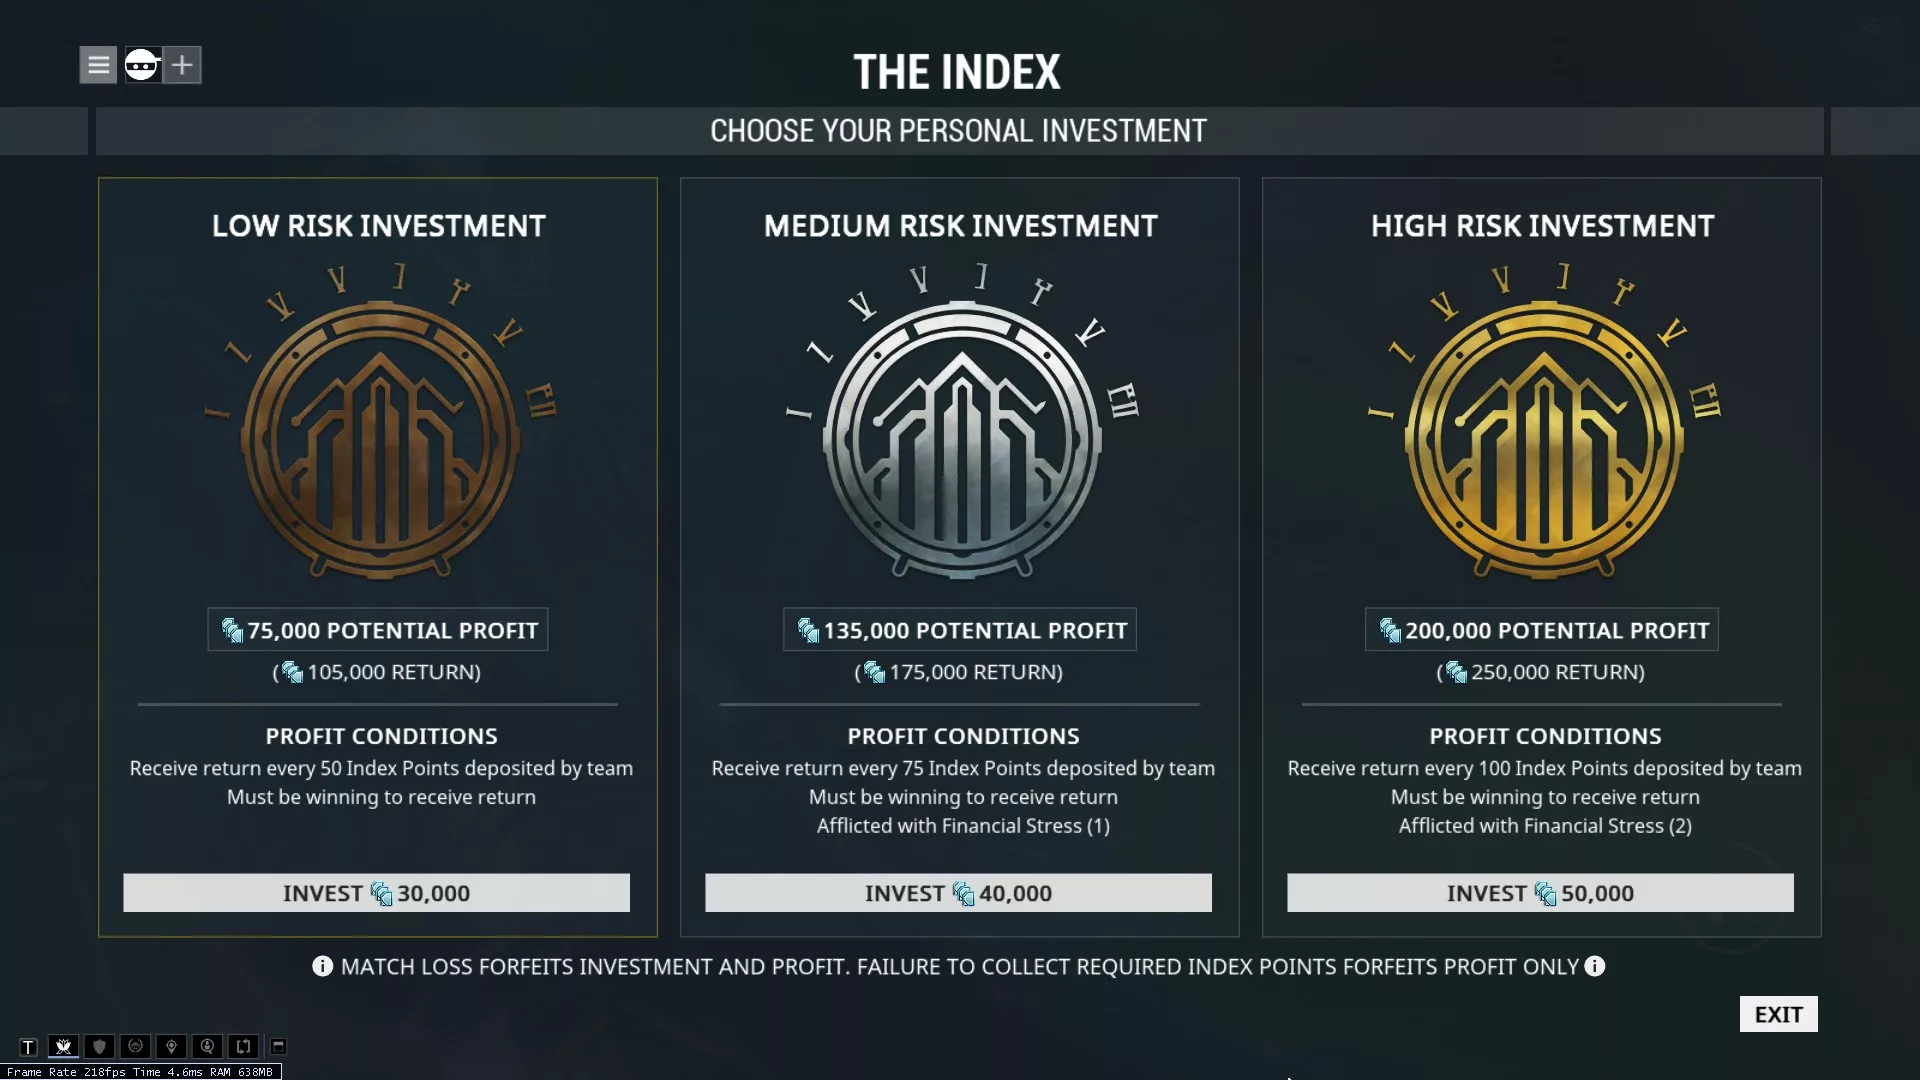 THE INDEX
CHOOSE YOUR PERSONAL INVESTMENT
LOW RISK INVESTMENT
75,000 POTENTIAL PROFIT
(105,000 RETURN)
PROFIT CONDITIONS
Receive return every 50 Index Points deposited by team
Must be winning to receive return
INVEST 30,000
MEDIUM RISK INVESTMENT
135,000 POTENTIAL PROFIT
(175,000 RETURN)
PROFIT CONDITIONS
Receive return every 75 Index Points deposited by team
Must be winning to receive return
Afflicted with Financial Stress (1)
INVEST 40,000
HIGH RISK INVESTMENT
200,000 POTENTIAL PROFIT
(250,000 RETURN)
PROFIT CONDITIONS
Receive return every 100 Index Points deposited by team
Must be winning to receive return
Afflicted with Financial Stress (2)
INVEST 50,000
MATCH LOSS FORFEITS INVESTMENT AND PROFIT. FAILURE TO COLLECT REQUIRED INDEX POINTS FORFEITS PROFIT ONLY
EXIT
T
Frame Rate 218fps Time 4.6ms RAM 638MB